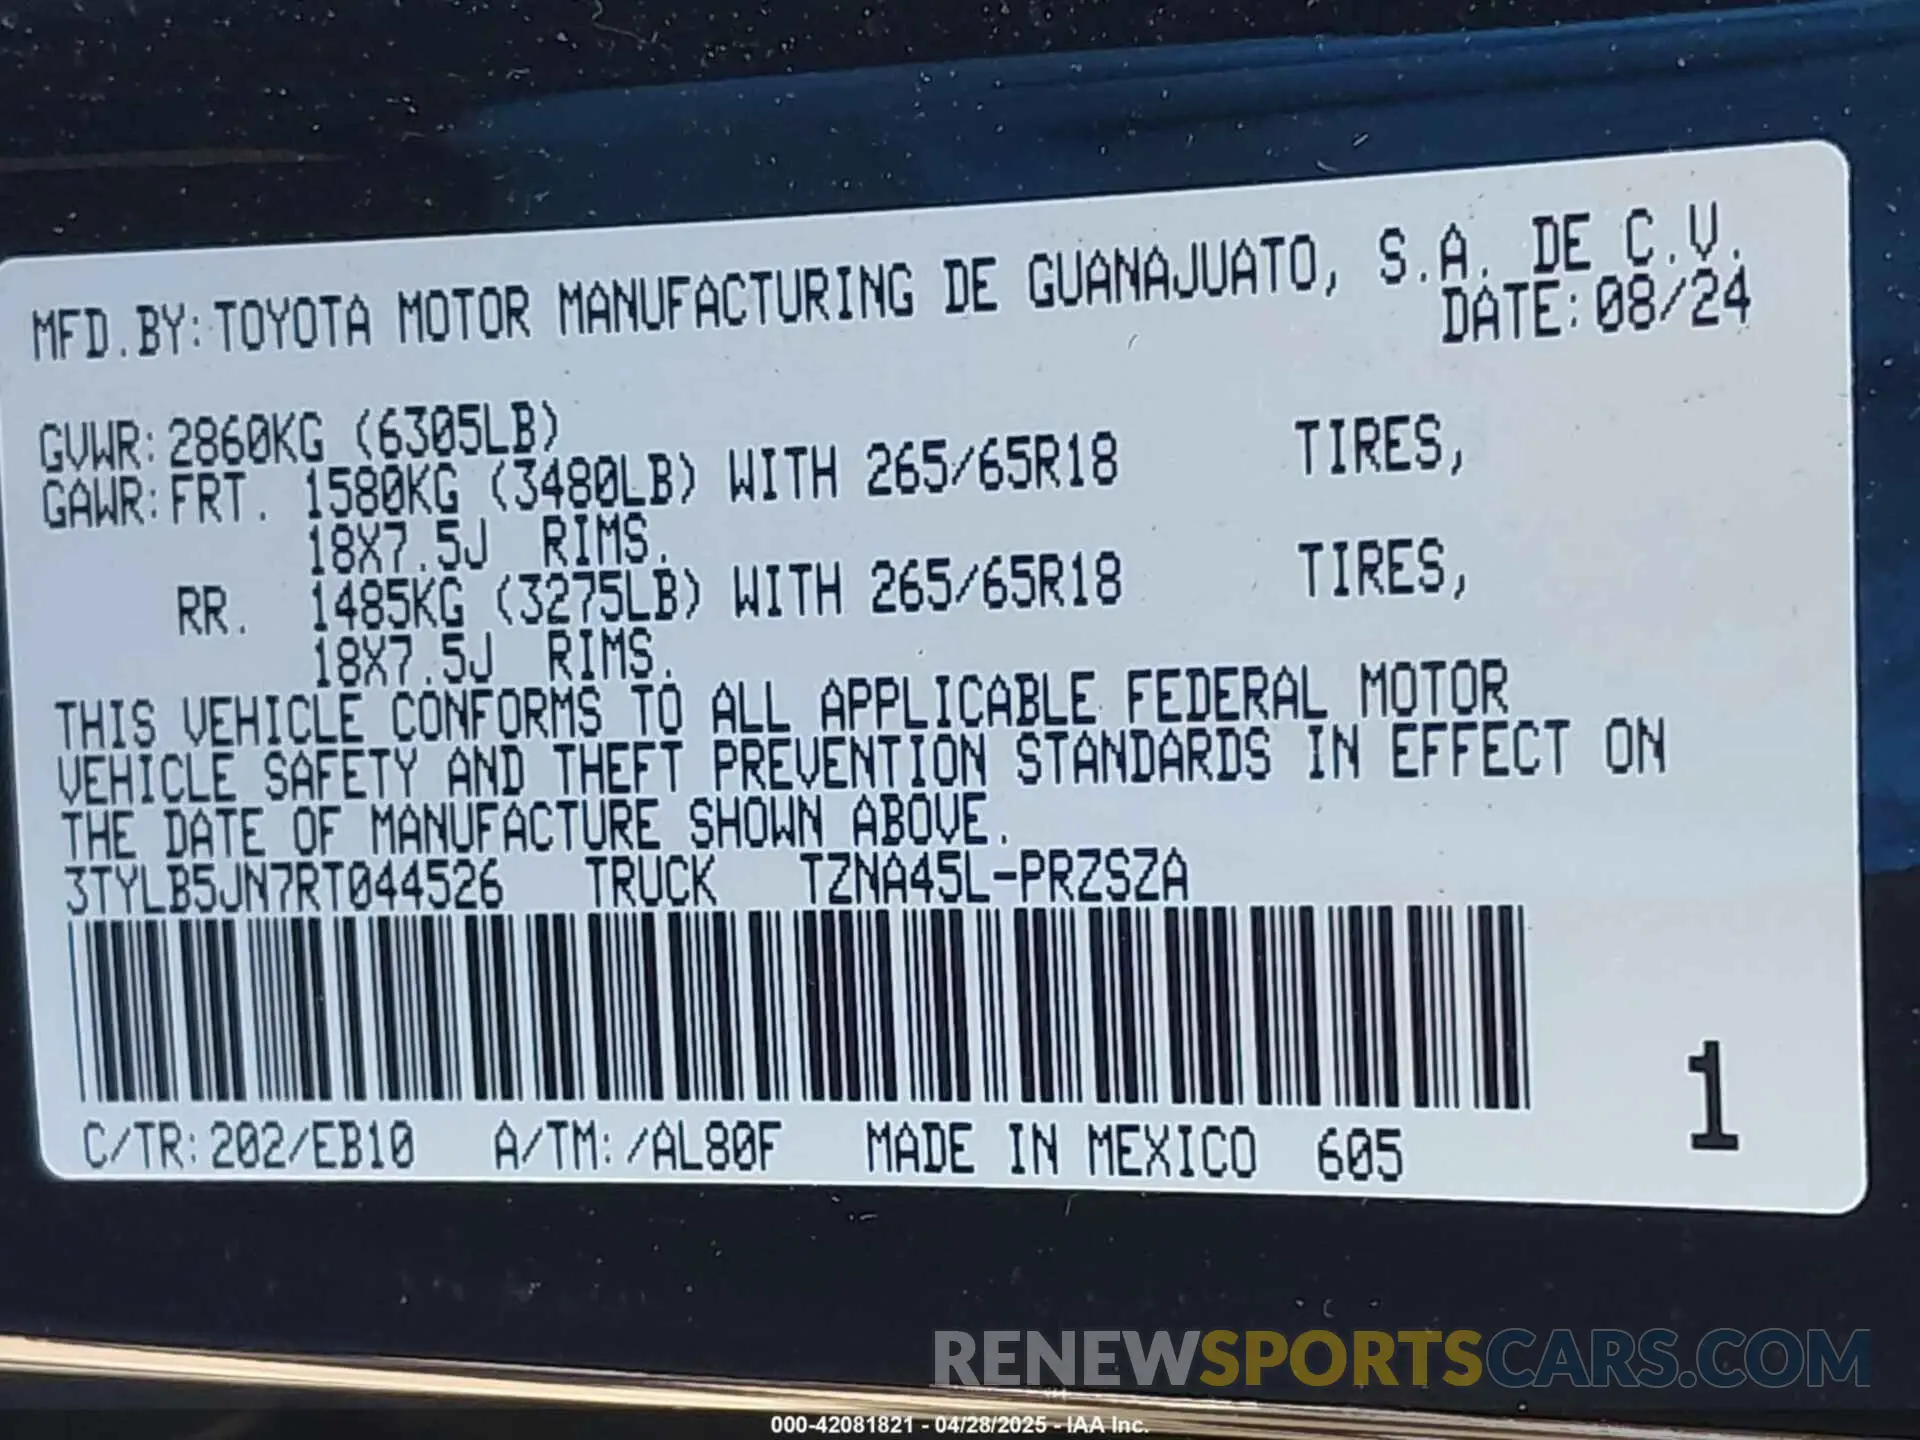 MFD.BY:TOYOTA MOTOR MANUFACTURING DE GUANAJUATO, S.A. DE C.V.
DATE:08/24
GVWR:2860KG (6305LB)
GAWR:FRT. 1580KG (3480LB) WITH 265/65R18 TIRES,
18X7.5J RIMS.
RR. 1485KG (3275LB) WITH 265/65R18 TIRES,
18X7.5J RIMS.
THIS VEHICLE CONFORMS TO ALL APPLICABLE FEDERAL MOTOR
VEHICLE SAFETY AND THEFT PREVENTION STANDARDS IN EFFECT ON
THE DATE OF MANUFACTURE SHOWN ABOVE.
3TYLB5JN7RT044526 TRUCK TZNA45L-PRZSZA
1
C/TR:202/EB10 A/TM:/AL80F MADE IN MEXICO 605
RENEWSPORTSCARS.COM
000-42081821 - 04/28/2025 - IAA Inc.